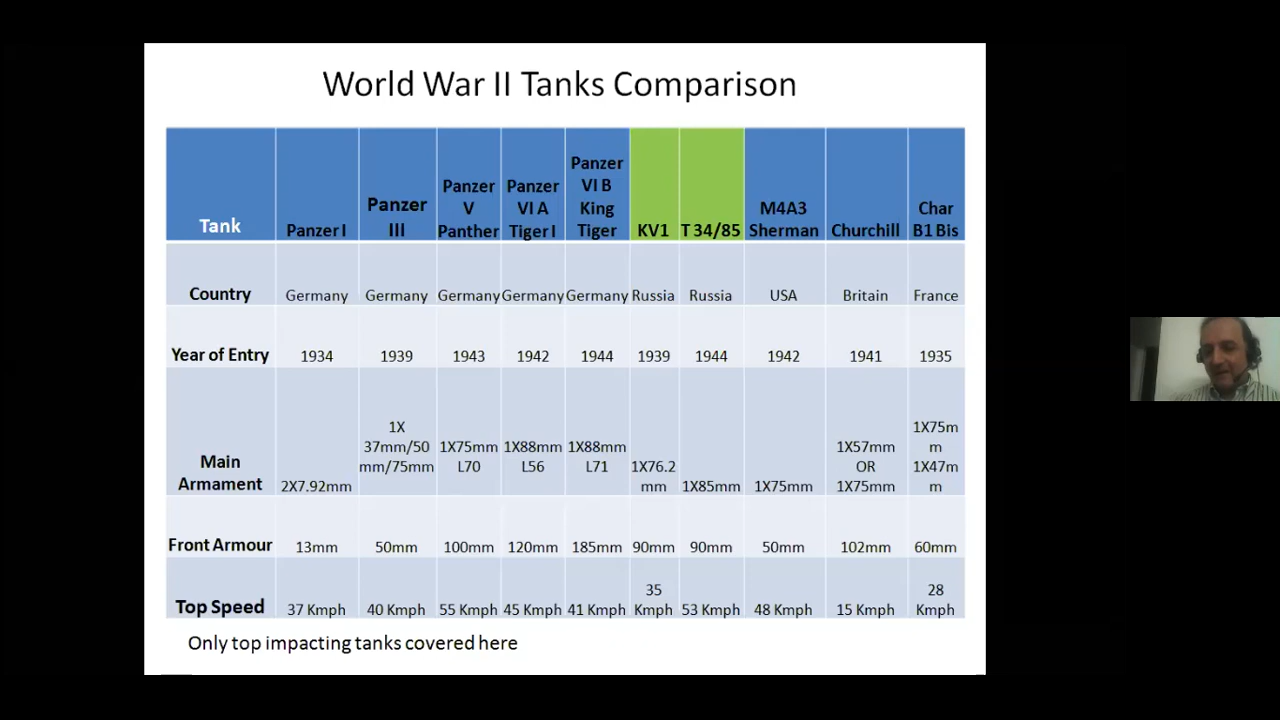 World War II Tanks Comparison
Tank
Panzer I
Panzer
III
Panzer
V
Panther
Panzer
VI A
Tiger I
Panzer
VI B
King
Tiger
KV1
T 34/85
M4A3
Sherman
Churchill
Char
B1 Bis
Country
Germany
Germany
Germany
Germany
Germany
Russia
Russia
USA
Britain
France
Year of Entry
1934
1939
1943
1942
1944
1939
1944
1942
1941
1935
Main
Armament
2X7.92mm
1X
37mm/50
mm/75mm
1X75mm
L70
1X88mm
L56
1X88mm
L71
1X76.2
mm
1X85mm
1X75mm
1X57mm
OR
1X75mm
1X75m
m
1X47m
m
Front Armour
13mm
50mm
100mm
120mm
185mm
90mm
90mm
50mm
102mm
60mm
Top Speed
37 Kmph
40 Kmph
55 Kmph
45 Kmph
41 Kmph
35
Kmph
53 Kmph
48 Kmph
15 Kmph
28
Kmph
Only top impacting tanks covered here